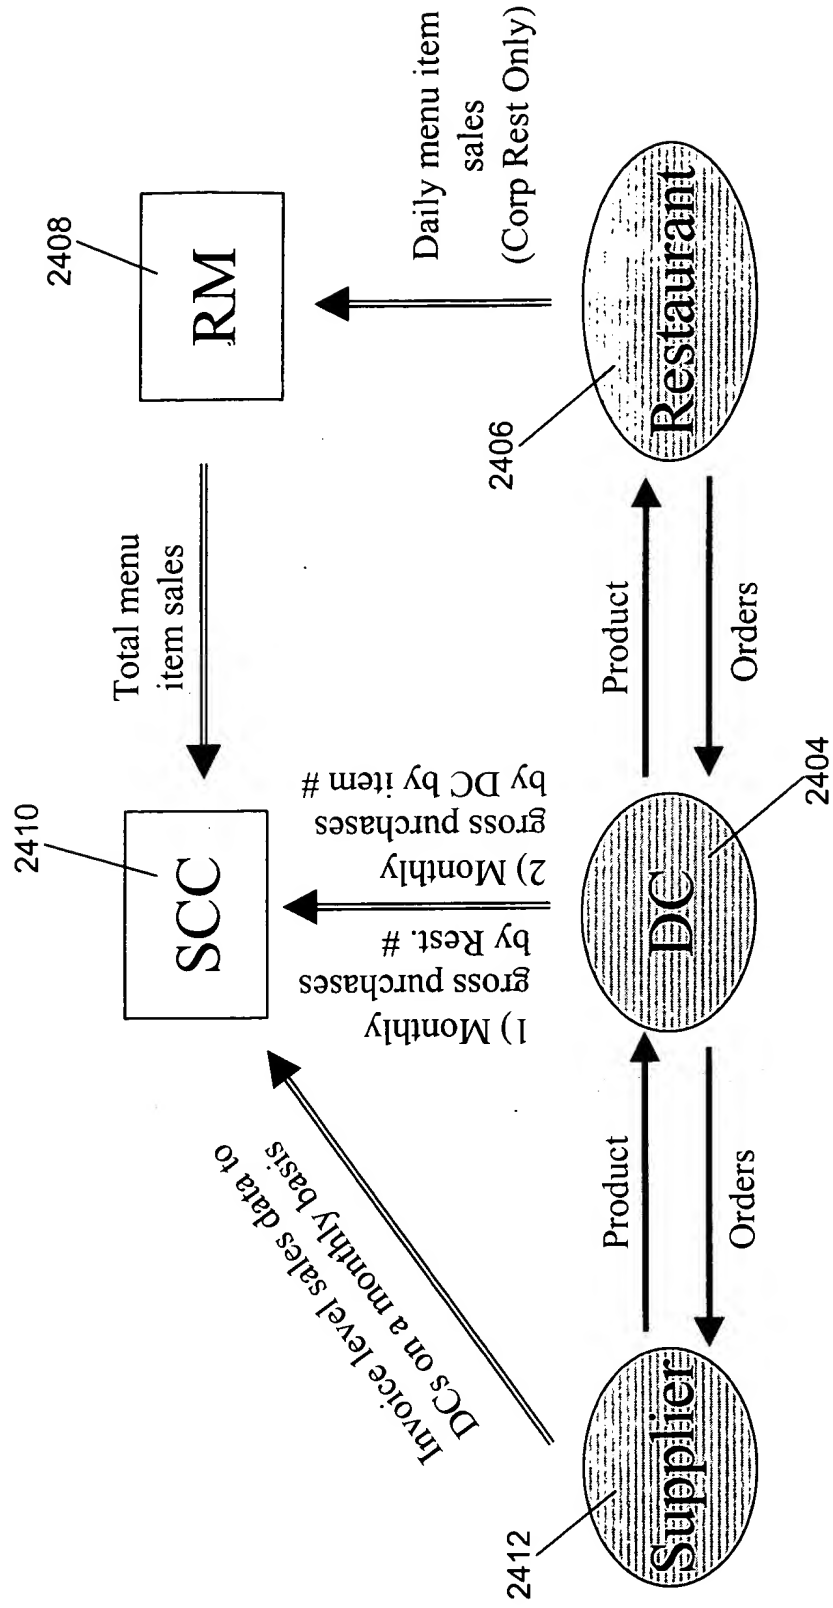 2410
SCC
Total menu
item sales
2408
RM
Invoice level sales data to
DCs on a monthly basis
1) Monthly
gross purchases
by Rest. #
2) Monthly
gross purchases
by DC by item #
Daily menu item
sales
(Corp Rest Only)
2412
Supplier
Product
Orders
DC
2404
Product
Orders
2406
Restaurant